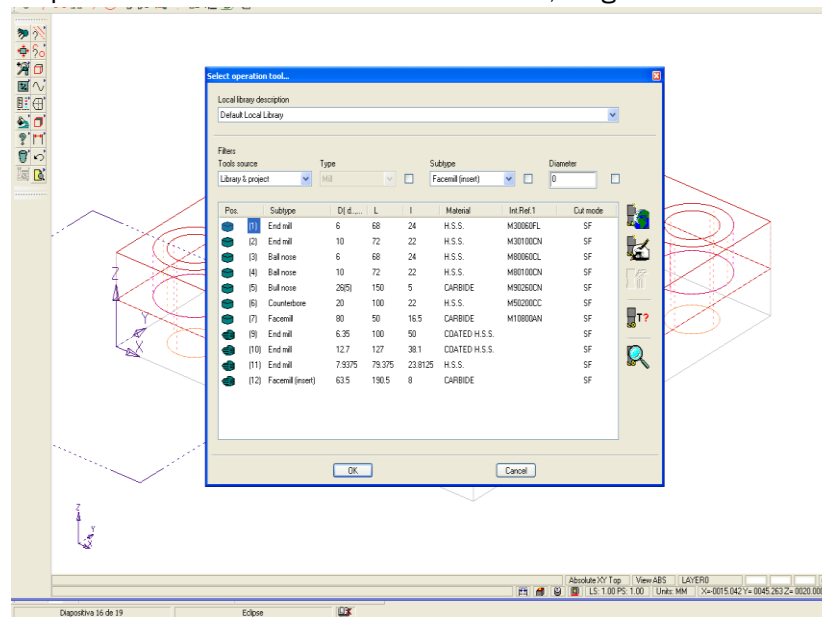 Select operation tool...
Local library description
Default Local Library
Filters
Tools source Type Subtype Diameter
Library & project Mill Facemill (insert) 0
Pos. Subtype D( d...... L l Material Int.Ref.1 Cut mode
(1) End mill 6 68 24 H.S.S. M30060FL SF
(2) End mill 10 72 22 H.S.S. M30100CN SF
(3) Ball nose 6 68 24 H.S.S. M80060CL SF
(4) Ball nose 10 72 22 H.S.S. M80100CN SF
(5) Bull nose 26(5) 150 5 CARBIDE M90260CN SF
(6) Counterbore 20 100 22 H.S.S. M50200CC SF
(7) Facemill 80 50 16.5 CARBIDE M10800AN SF
(9) End mill 6.35 100 50 COATED H.S.S. SF
(10) End mill 12.7 127 38.1 COATED H.S.S. SF
(11) End mill 7.9375 79.375 23.8125 H.S.S. SF
(12) Facemill (insert) 63.5 190.5 8 CARBIDE SF
T?
OK Cancel
Z
Y
X
Z
Y
X
Absolute XY Top View ABS LAYER0
LS: 1.00 PS: 1.00 Units: MM X=-0015.042 Y= 0045.263 Z= 0020.000
Diapositiva 16 de 19 Eclipse